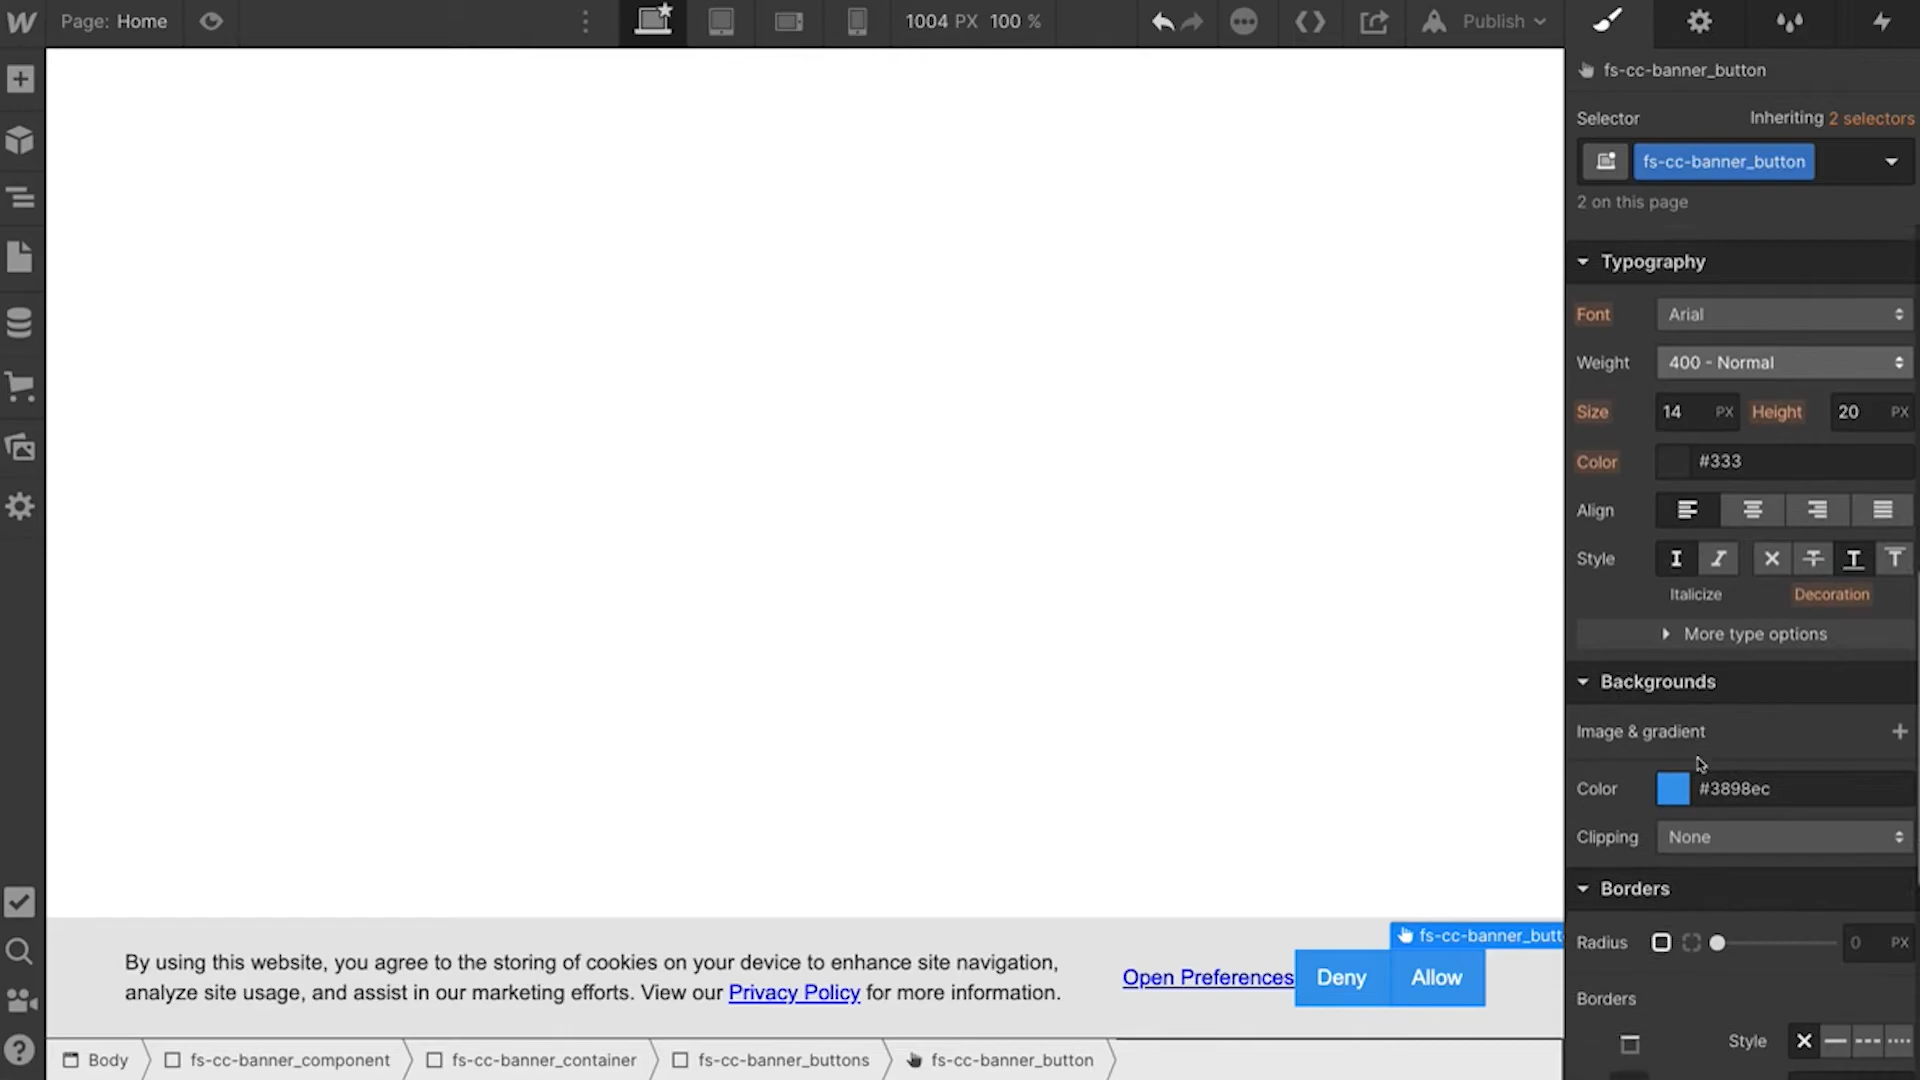 Page: Home
1004 PX 100 %
Publish
fs-cc-banner_button
Selector
Inheriting 2 selectors
fs-cc-banner_button
2 on this page
Typography
Font
Arial
Weight
400 - Normal
Size
14 PX
Height
20 PX
Color
#333
Align
Style
Italicize
Decoration
More type options
Backgrounds
Image & gradient
Color
#3898ec
Clipping
None
Borders
Radius
0 PX
Borders
Style
fs-cc-banner_butt
By using this website, you agree to the storing of cookies on your device to enhance site navigation,
analyze site usage, and assist in our marketing efforts. View our Privacy Policy for more information.
Open Preferences
Deny
Allow
Body
fs-cc-banner_component
fs-cc-banner_container
fs-cc-banner_buttons
fs-cc-banner_button